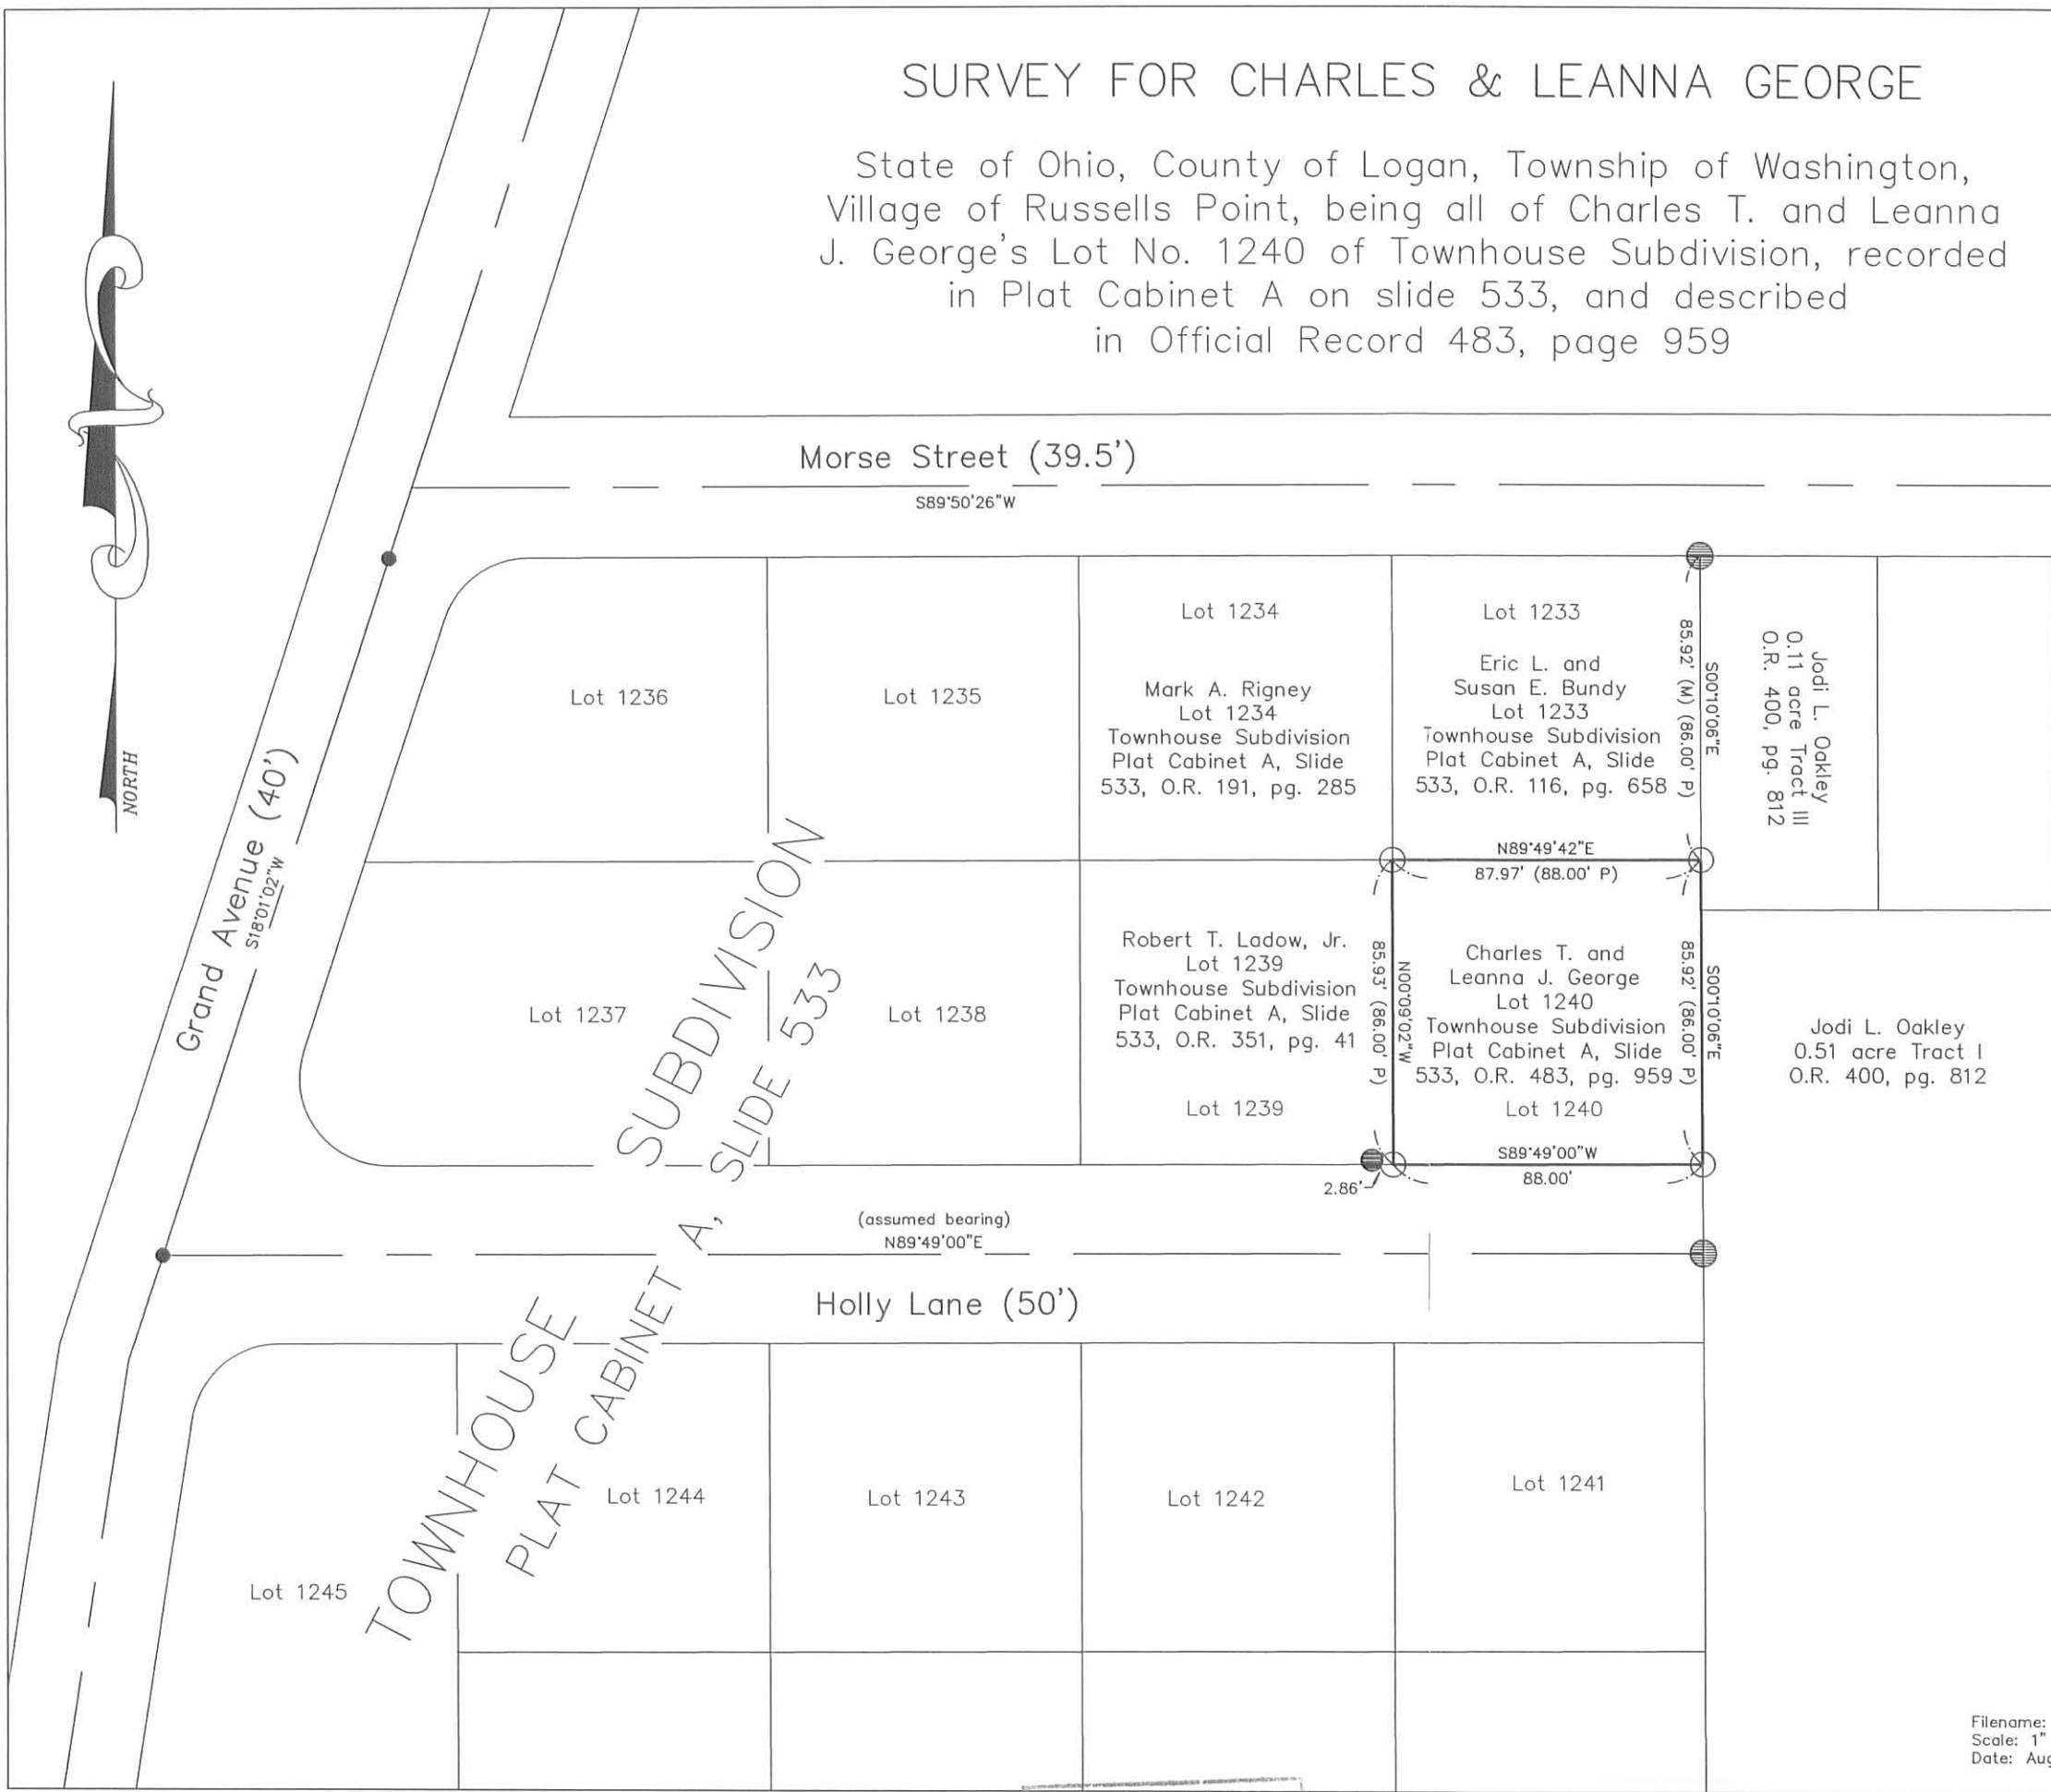 SURVEY FOR CHARLES & LEANNA GEORGE
State of Ohio, County of Logan, Township of Washington,
Village of Russells Point, being all of Charles T. and Leanna
J. George's Lot No. 1240 of Townhouse Subdivision, recorded
in Plat Cabinet A on slide 533, and described
in Official Record 483, page 959
NORTH
Morse Street (39.5')
S89°50'26"W
Grand Avenue (40')
S18°01'02"W
Lot 1236
Lot 1235
Lot 1234
Mark A. Rigney
Lot 1234
Townhouse Subdivision
Plat Cabinet A, Slide
533, O.R. 191, pg. 285
Lot 1233
Eric L. and
Susan E. Bundy
Lot 1233
Townhouse Subdivision
Plat Cabinet A, Slide
533, O.R. 116, pg. 658
S00°10'06"E
85.92' (M) (86.00' P)
Jodi L. Oakley
0.11 acre Tract III
O.R. 400, pg. 812
N89°49'42"E
87.97' (88.00' P)
Lot 1237
Lot 1238
Robert T. Ladow, Jr.
Lot 1239
Townhouse Subdivision
Plat Cabinet A, Slide
533, O.R. 351, pg. 41
Lot 1239
N00°09'02"W
85.93' (86.00' P)
Charles T. and
Leanna J. George
Lot 1240
Townhouse Subdivision
Plat Cabinet A, Slide
533, O.R. 483, pg. 959
Lot 1240
S00°10'06"E
85.92' (86.00' P)
Jodi L. Oakley
0.51 acre Tract I
O.R. 400, pg. 812
S89°49'00"W
88.00'
2.86'
(assumed bearing)
N89°49'00"E
Holly Lane (50')
TOWNHOUSE SUBDIVISION
PLAT CABINET A, SLIDE 533
Lot 1245
Lot 1244
Lot 1243
Lot 1242
Lot 1241
Filename:
Scale: 1"
Date: Aug